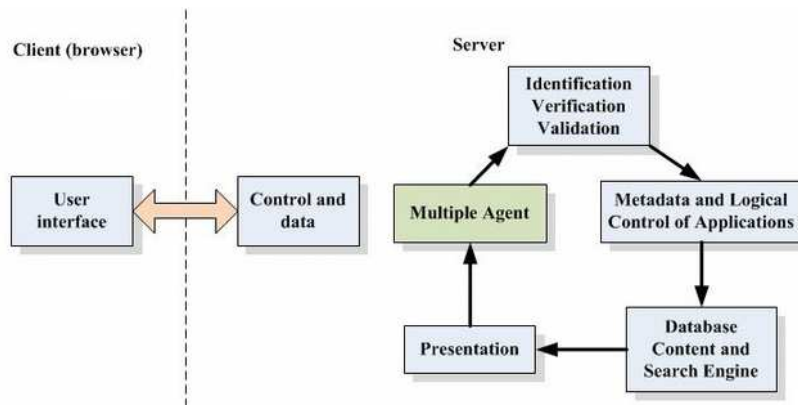 Client (browser)
Server
Identification
Verification
Validation
User
interface
Control and
data
Multiple Agent
Metadata and Logical
Control of Applications
Presentation
Database
Content and
Search Engine